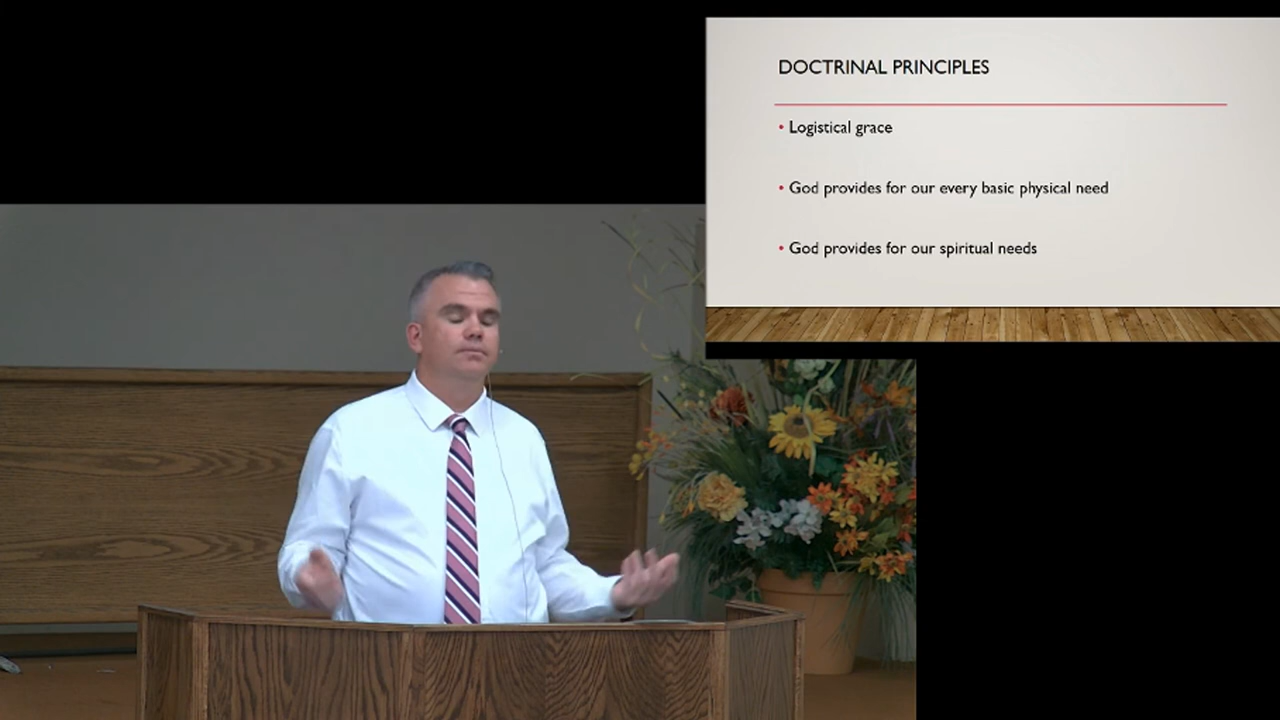 DOCTRINAL PRINCIPLES
• Logistical grace
• God provides for our every basic physical need
• God provides for our spiritual needs